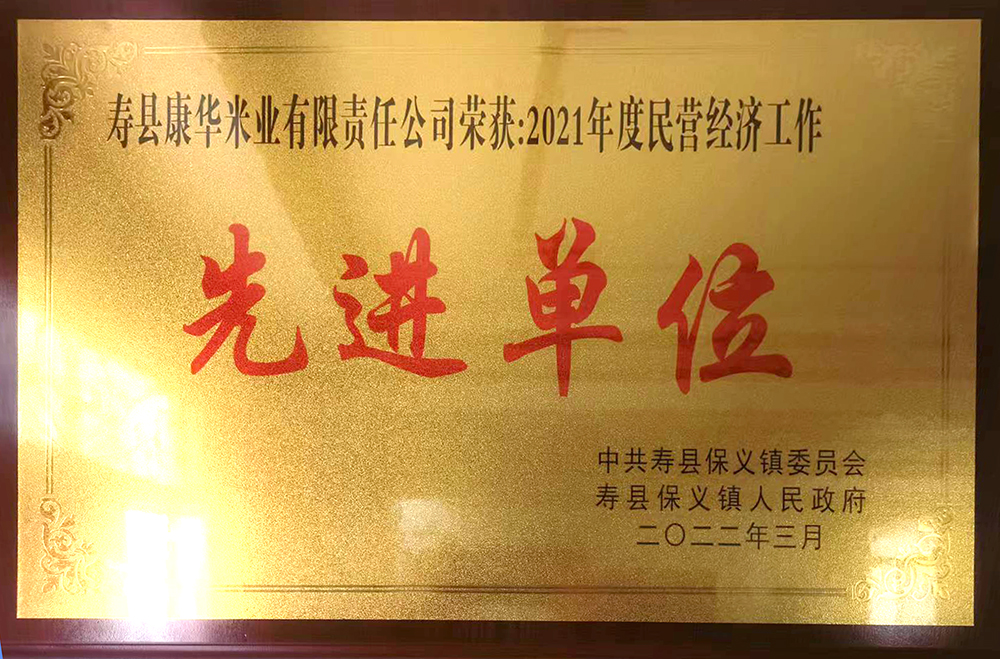 寿县康华米业有限责任公司荣获:2021年度民营经济工作
先进单位
中共寿县保义镇委员会
寿县保义镇人民政府
二〇二二年三月